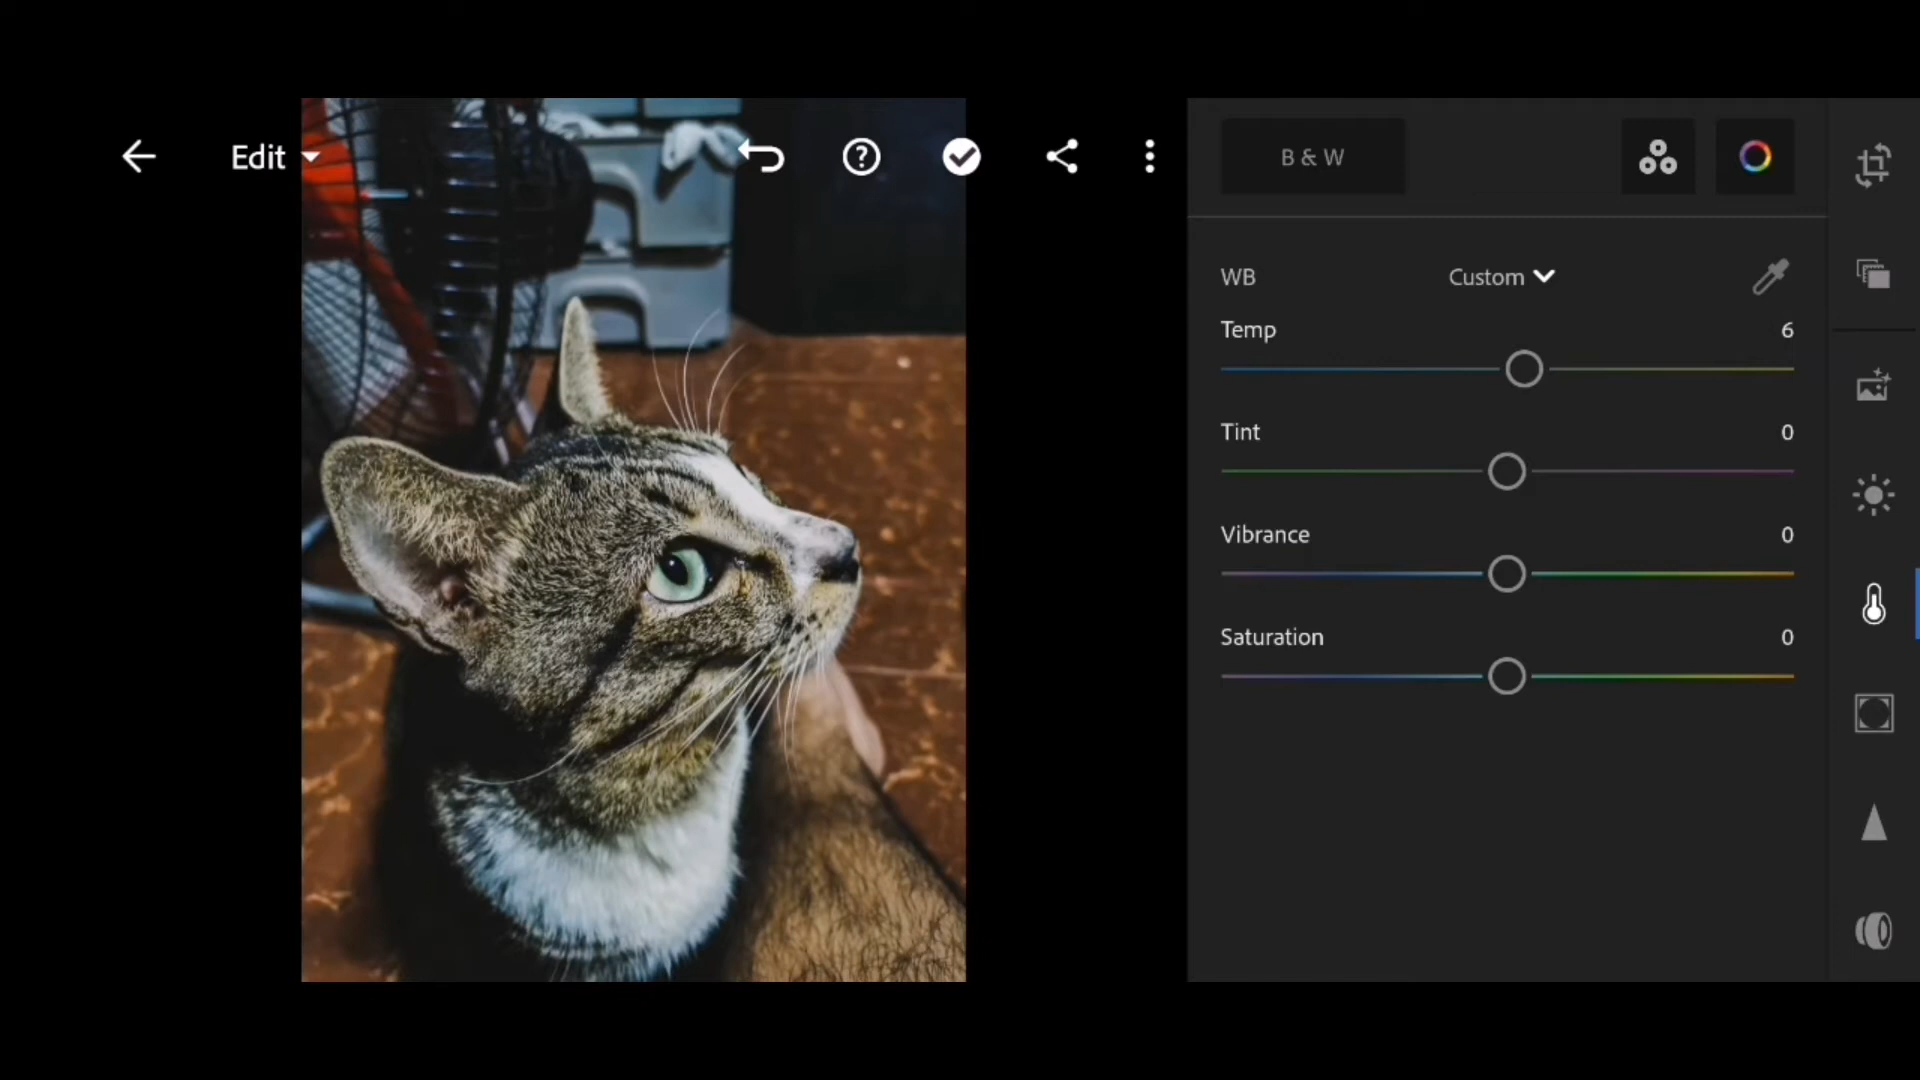 Edit
B & W
WB Custom
Temp 6
Tint 0
Vibrance 0
Saturation 0